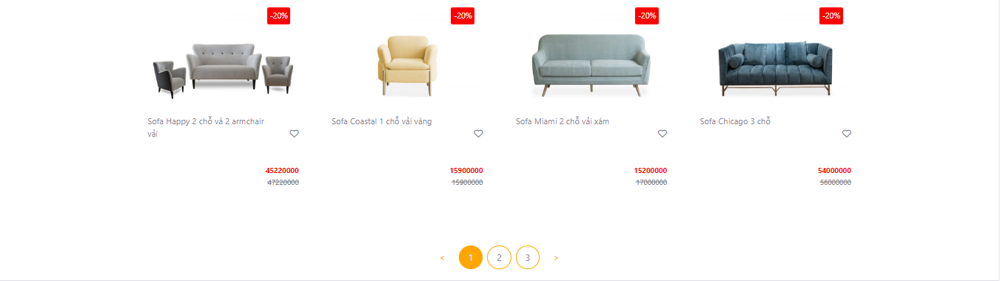 -20%
-20%
-20%
-20%
Sofa Happy 2 chỗ và 2 armchair
vải
Sofa Coastal 1 chỗ vải vàng
Sofa Miami 2 chỗ vải xám
Sofa Chicago 3 chỗ
45220000
47220000
15900000
15900000
15200000
17000000
54000000
56000000
< 1 2 3 >